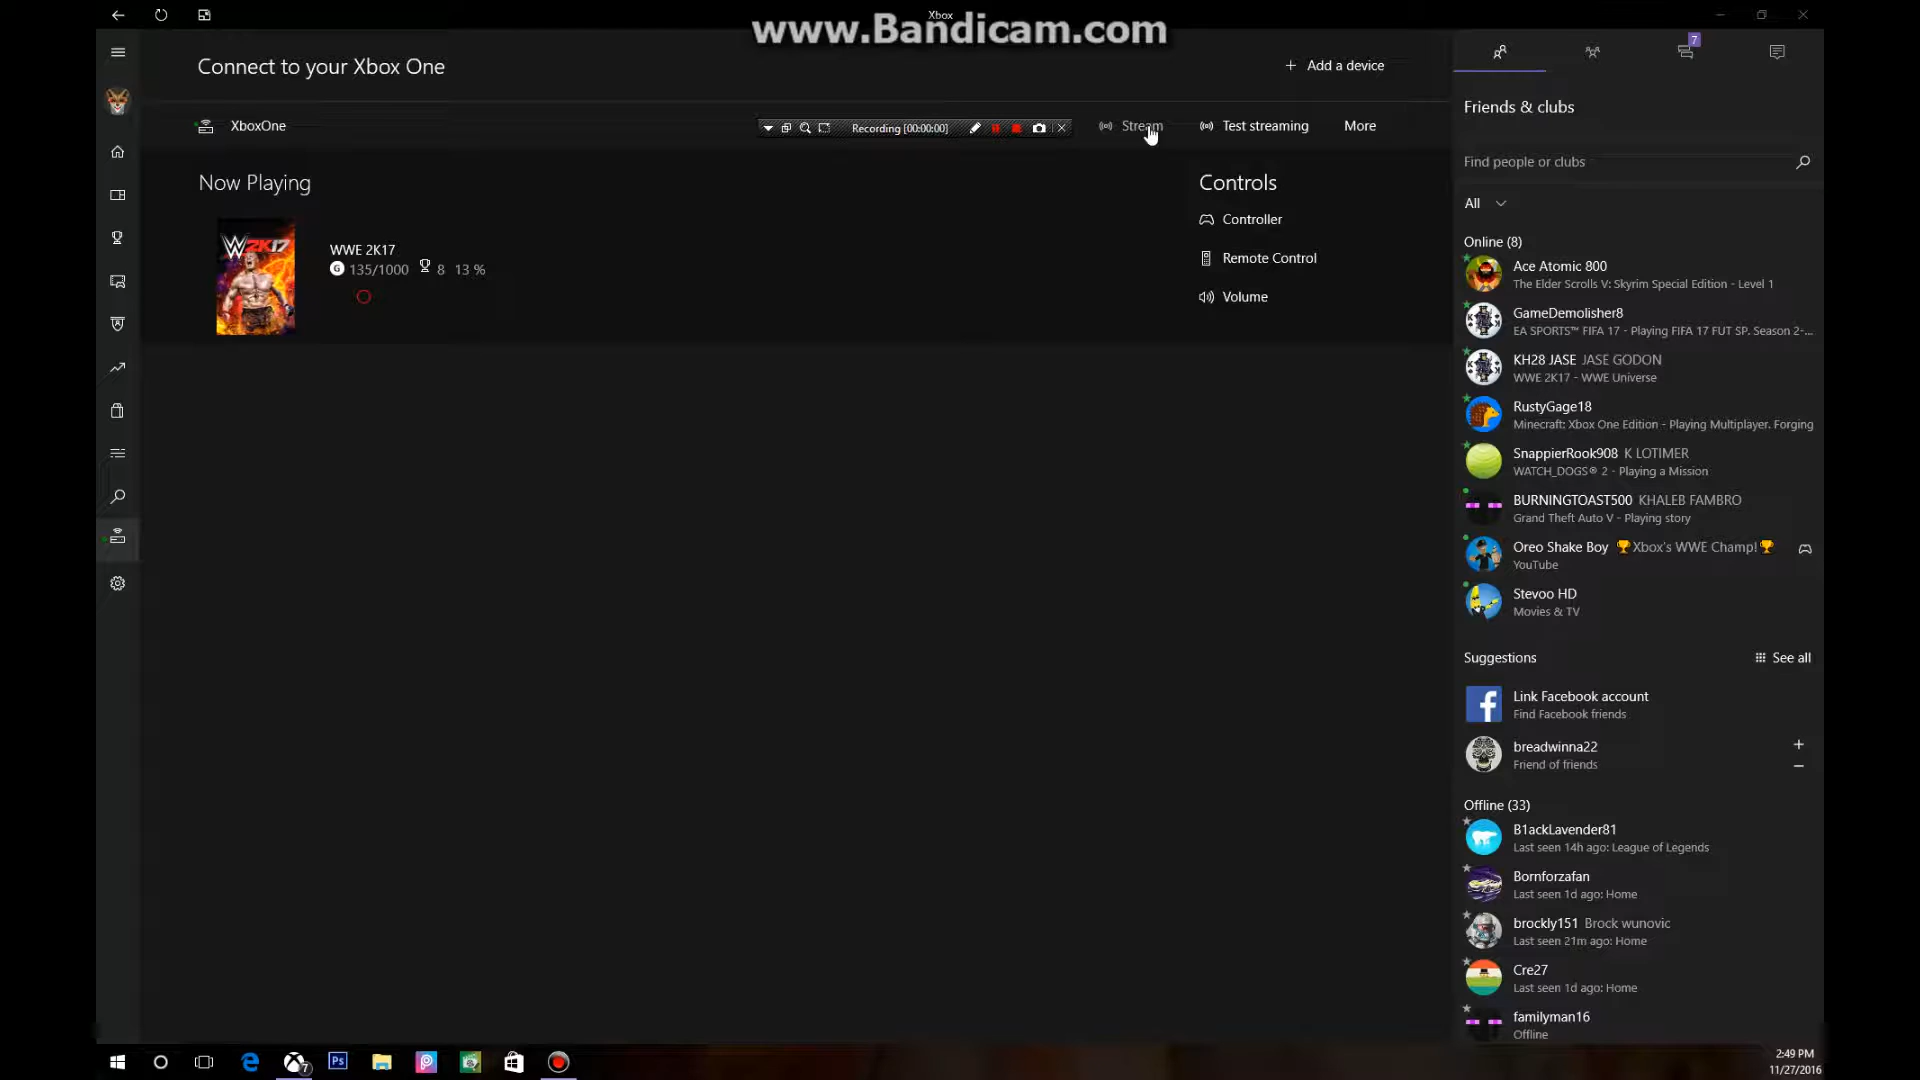 Xbox
www.Bandicam.com
7
Connect to your Xbox One
Add a device
XboxOne
Recording [00:00:00]
Stream
Test streaming
More
Now Playing
W 2K17
WWE 2K17
G 135/1000 8 13 %
Controls
Controller
Remote Control
Volume
Friends & clubs
Find people or clubs
All
Online (8)
Ace Atomic 800
The Elder Scrolls V: Skyrim Special Edition - Level 1
GameDemolisher8
EA SPORTS™ FIFA 17 - Playing FIFA 17 FUT SP. Season 2-...
KH28 JASE JASE GODON
WWE 2K17 - WWE Universe
RustyGage18
Minecraft: Xbox One Edition - Playing Multiplayer. Forging
SnappierRook908 K LOTIMER
WATCH_DOGS® 2 - Playing a Mission
BURNINGTOAST500 KHALEB FAMBRO
Grand Theft Auto V - Playing story
Oreo Shake Boy 🏆Xbox's WWE Champ!🏆
YouTube
Stevoo HD
Movies & TV
Suggestions
See all
Link Facebook account
Find Facebook friends
breadwinna22
Friend of friends
Offline (33)
B1ackLavender81
Last seen 14h ago: League of Legends
Bornforzafan
Last seen 1d ago: Home
brockly151 Brock wunovic
Last seen 21m ago: Home
Cre27
Last seen 1d ago: Home
familyman16
Offline
7
Ps
2:49 PM
11/27/2016